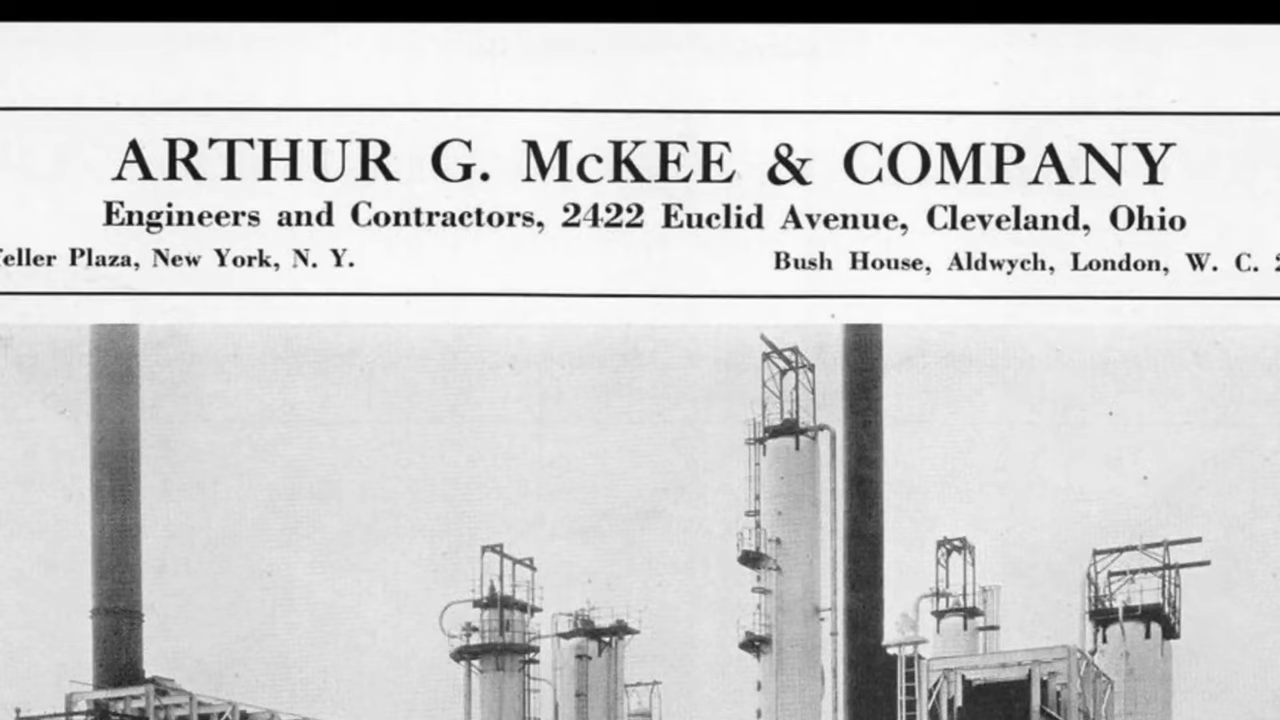 ARTHUR G. McKEE & COMPANY
Engineers and Contractors, 2422 Euclid Avenue, Cleveland, Ohio
Plaza, New York, N. Y.
Bush House, Aldwych, London, W. C.